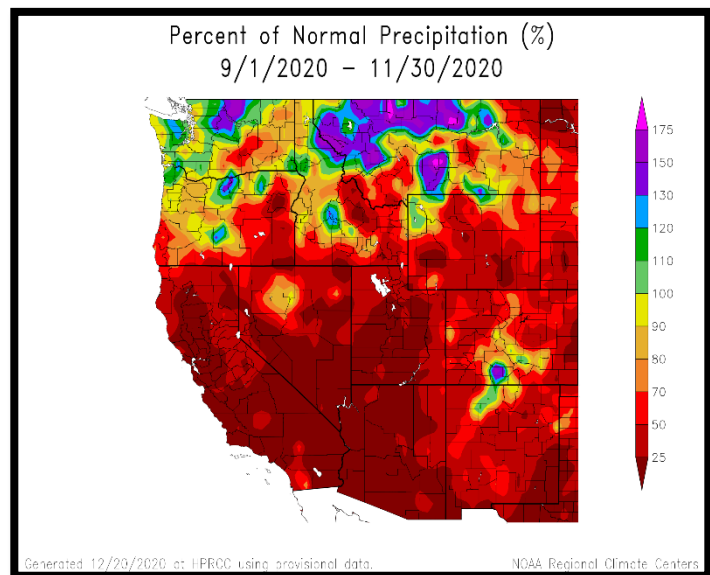 Percent of Normal Precipitation (%)
9/1/2020 – 11/30/2020
175
150
130
120
110
100
90
80
70
50
25
Generated 12/20/2020 at HPRCC using provisional data.
NOAA Regional Climate Centers